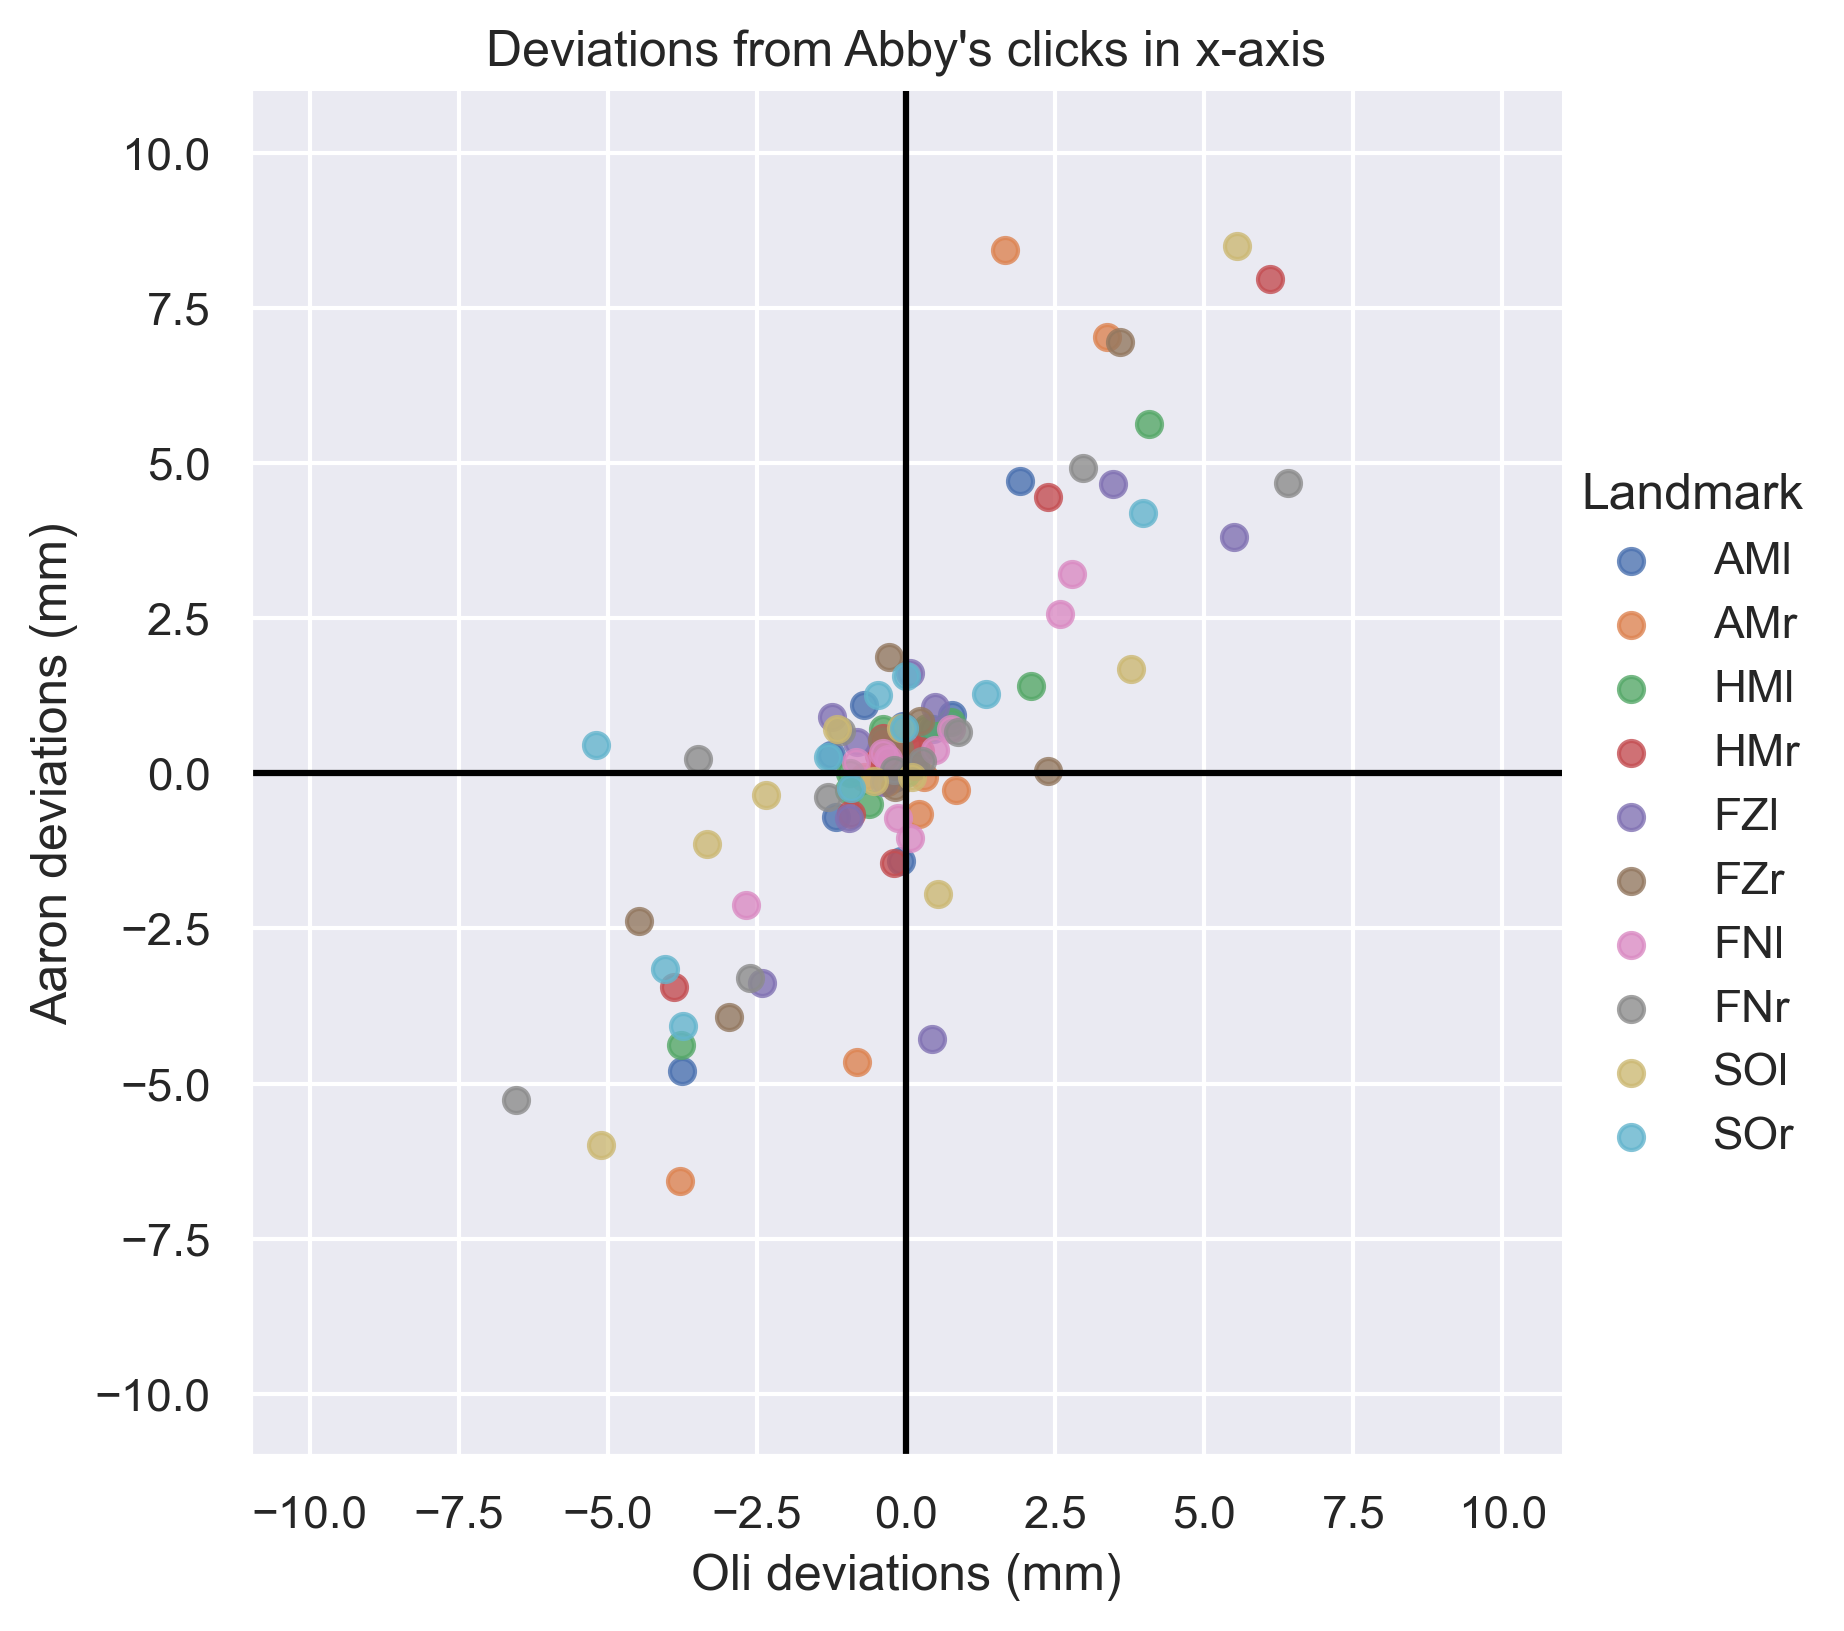 Deviations from Abby's clicks in x-axis
10.0
7.5
5.0
2.5
0.0
−2.5
−5.0
−7.5
−10.0
Aaron deviations (mm)
−10.0 −7.5 −5.0 −2.5 0.0 2.5 5.0 7.5 10.0
Oli deviations (mm)
Landmark
AMl
AMr
HMl
HMr
FZl
FZr
FNl
FNr
SOl
SOr